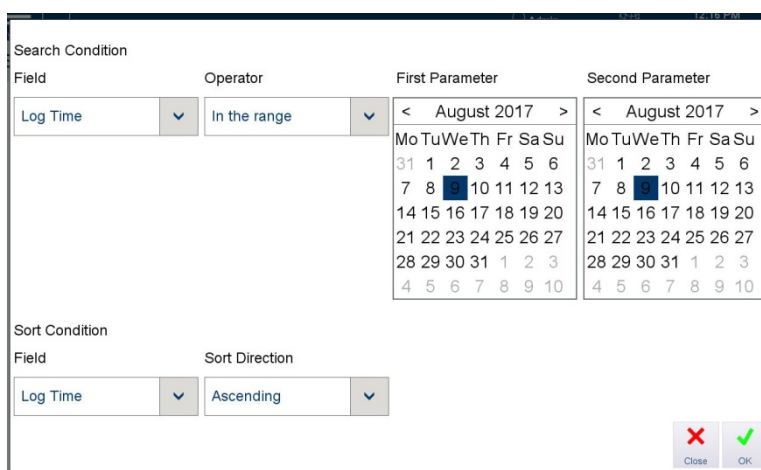 12:16 PM
Search Condition
Field Operator First Parameter Second Parameter
Log Time In the range < August 2017 > < August 2017 >
Mo Tu We Th Fr Sa Su Mo Tu We Th Fr Sa Su
31 1 2 3 4 5 6 31 1 2 3 4 5 6
7 8 9 10 11 12 13 7 8 9 10 11 12 13
14 15 16 17 18 19 20 14 15 16 17 18 19 20
21 22 23 24 25 26 27 21 22 23 24 25 26 27
28 29 30 31 1 2 3 28 29 30 31 1 2 3
4 5 6 7 8 9 10 4 5 6 7 8 9 10
Sort Condition
Field Sort Direction
Log Time Ascending
Close OK